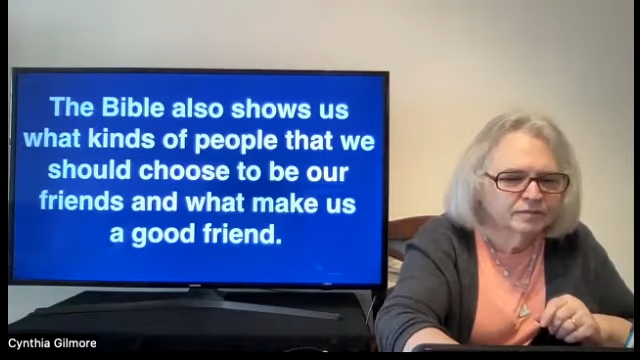 The Bible also shows us
what kinds of people that we
should choose to be our
friends and what make us
a good friend.
Cynthia Gilmore